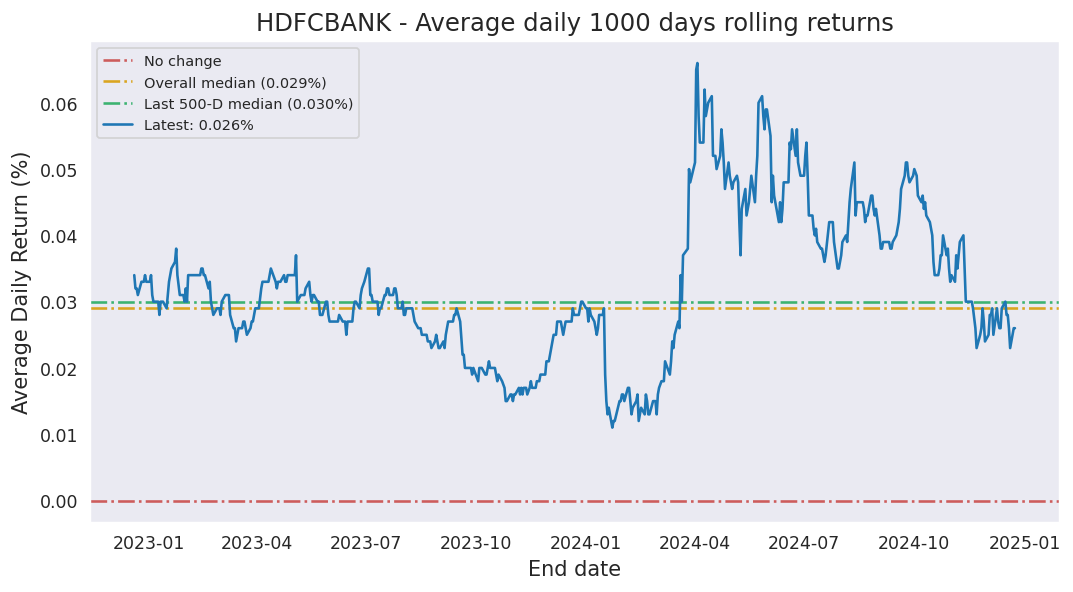 HDFCBANK - Average daily 1000 days rolling returns
No change
Overall median (0.029%)
Last 500-D median (0.030%)
Latest: 0.026%
Average Daily Return (%)
0.06
0.05
0.04
0.03
0.02
0.01
0.00
2023-01 2023-04 2023-07 2023-10 2024-01 2024-04 2024-07 2024-10 2025-01
End date